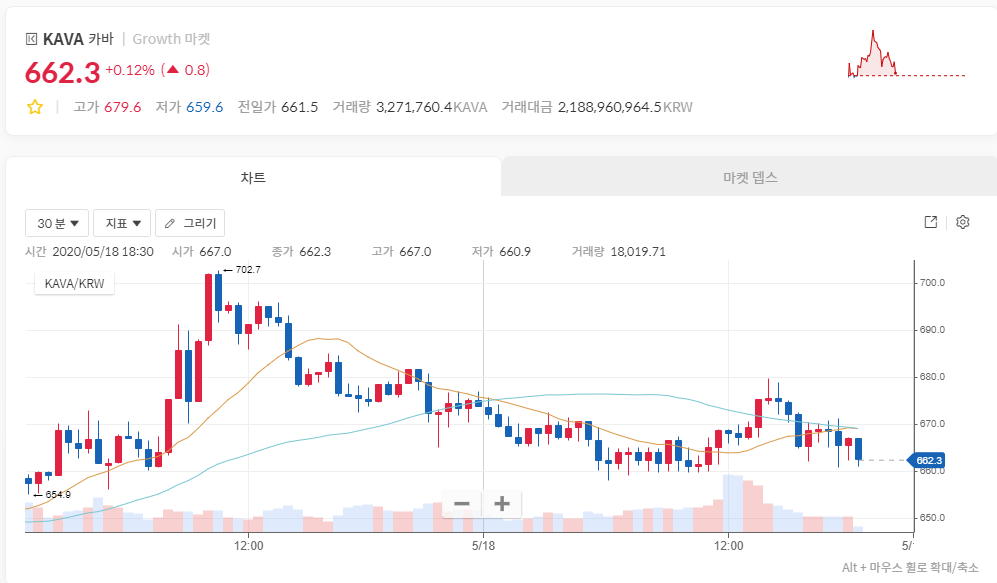 KAVA 카바 | Growth 마켓
662.3 +0.12% (▲ 0.8)
고가 679.6 저가 659.6 전일가 661.5 거래량 3,271,760.4KAVA 거래대금 2,188,960,964.5KRW
차트 마켓 뎁스
30 분 ▼ 지표 ▼ 그리기
시간 2020/05/18 18:30 시가 667.0 종가 662.3 고가 667.0 저가 660.9 거래량 18,019.71
KAVA/KRW
←702.7
700.0
690.0
680.0
670.0
662.3
660.0
←654.9
650.0
− +
12:00 5/18 12:00 5/
Alt + 마우스 휠로 확대/축소